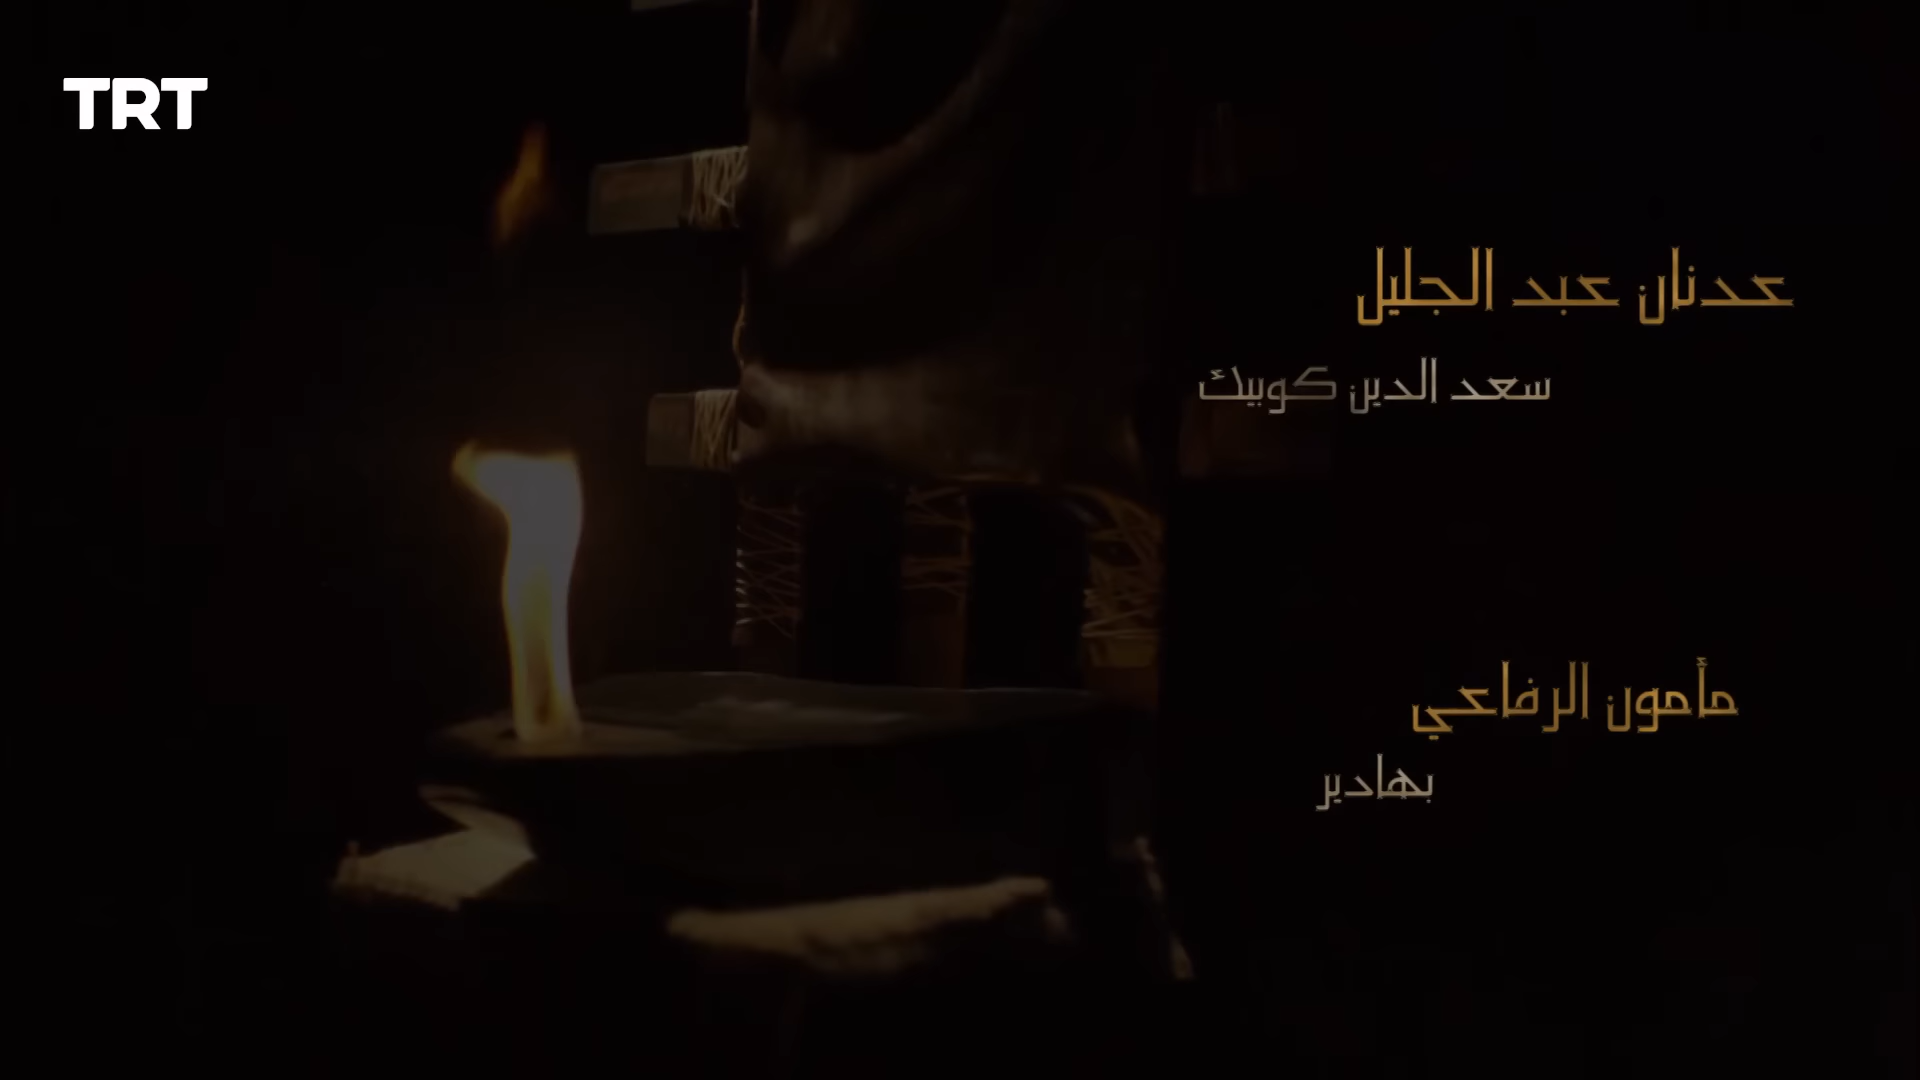 TRT
عدنان عبد الجليل
سعد الدين كوبيك
مأمون الرفاعي
بهادير